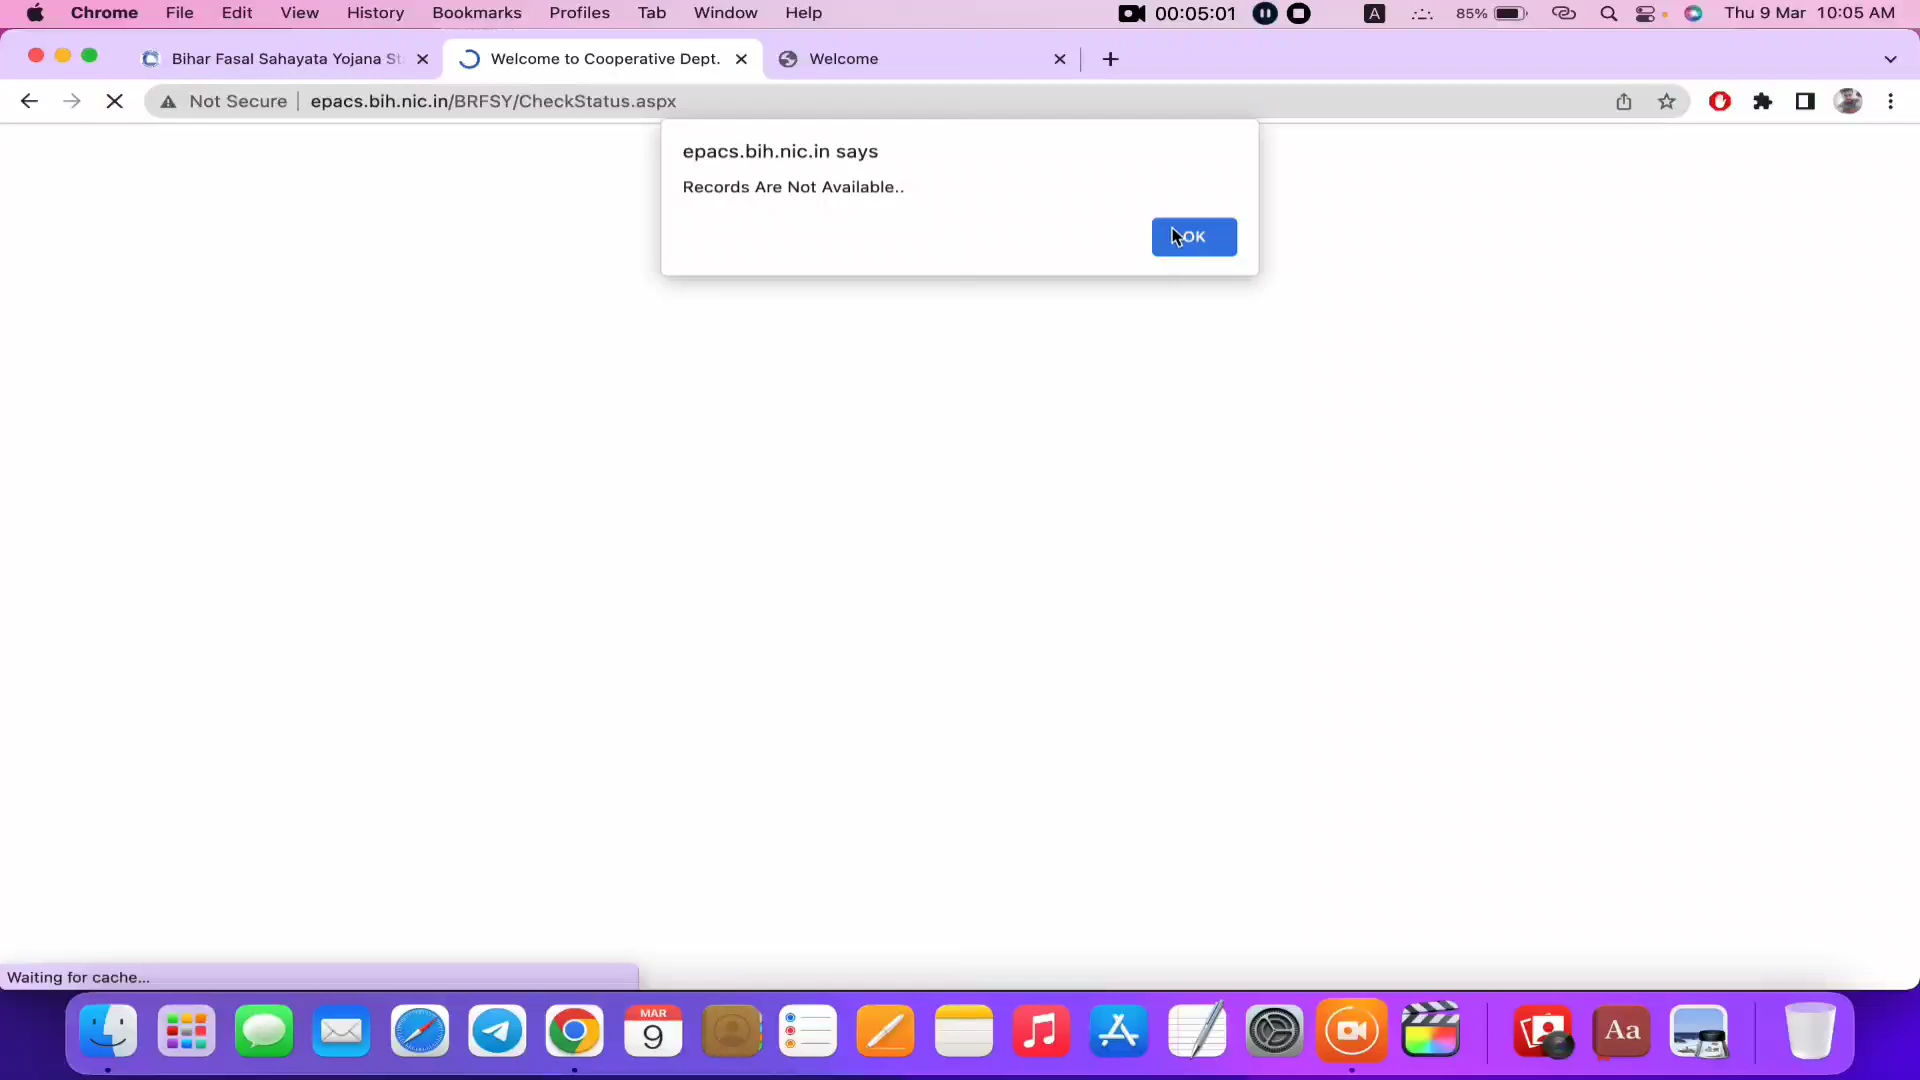 Chrome File Edit View History Bookmarks Profiles Tab Window Help 00:05:01 A 85% Thu 9 Mar 10:05 AM
Bihar Fasal Sahayata Yojana St Welcome to Cooperative Dept. Welcome
Not Secure epacs.bih.nic.in/BRFSY/CheckStatus.aspx
epacs.bih.nic.in says
Records Are Not Available..
OK
Waiting for cache...
MAR
9
Aa